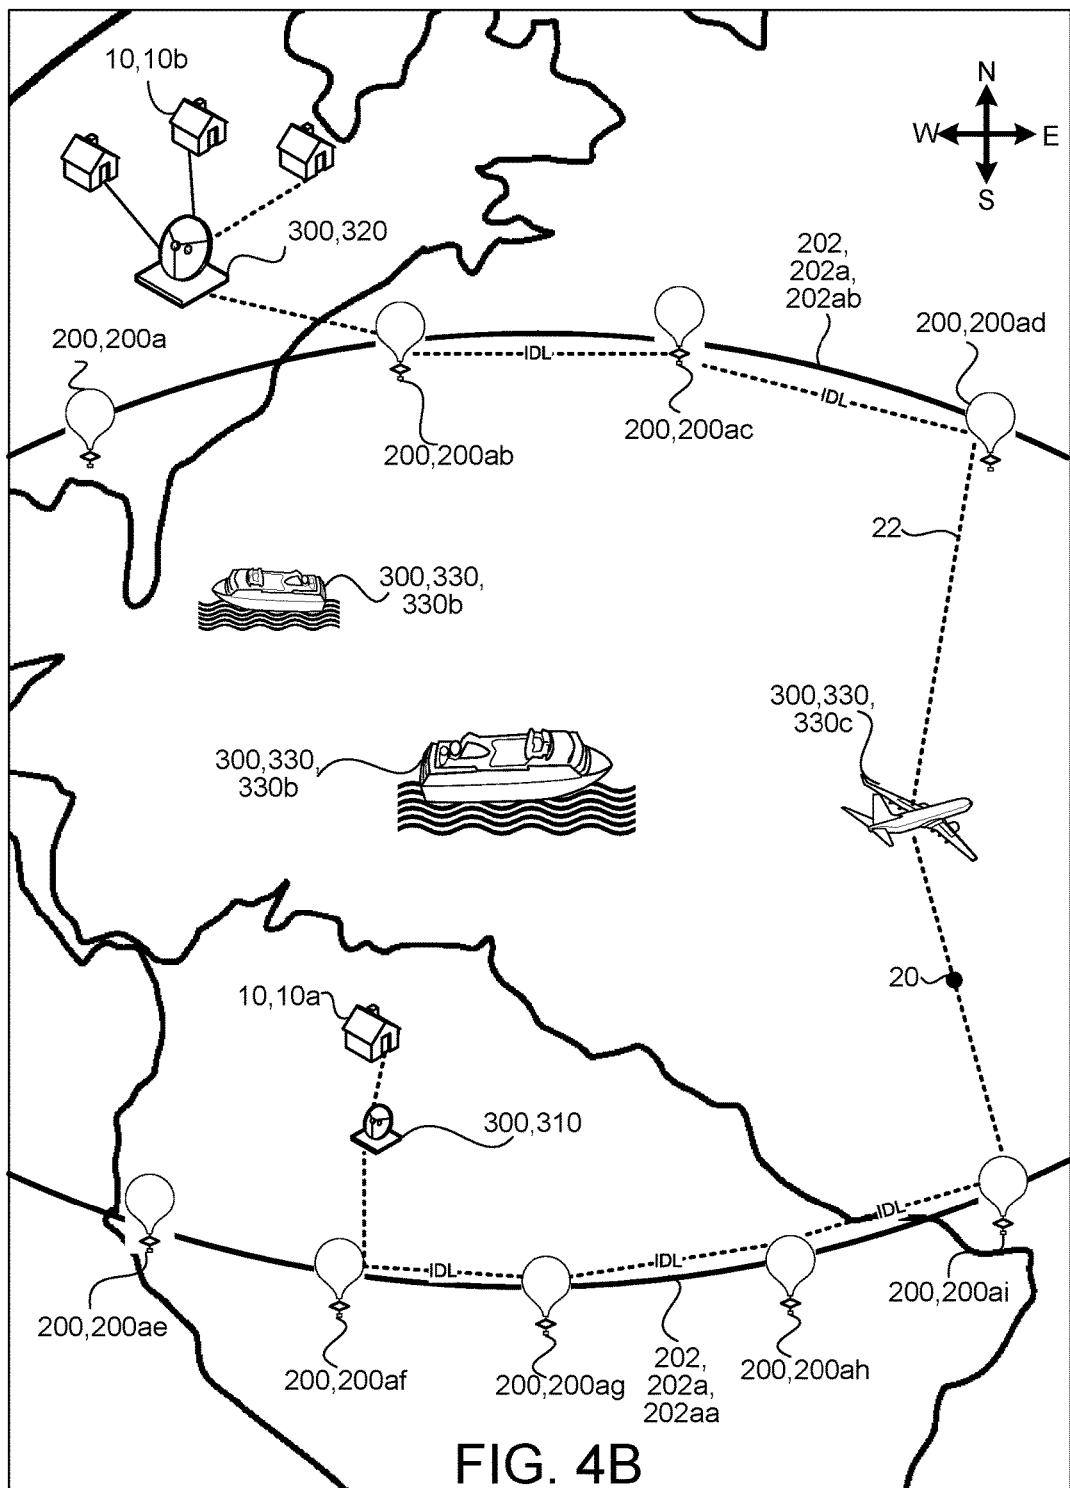 10,10b
N
W
E
S
300,320
202,
202a,
202ab
200,200a
200,200ad
IDL
IDL
200,200ab
200,200ac
22
300,330,
330b
300,330,
330c
300,330,
330b
20
10,10a
300,310
IDL
IDL
IDL
200,200ae
200,200af
200,200ag
202,
202a,
202aa
200,200ah
200,200ai
FIG. 4B